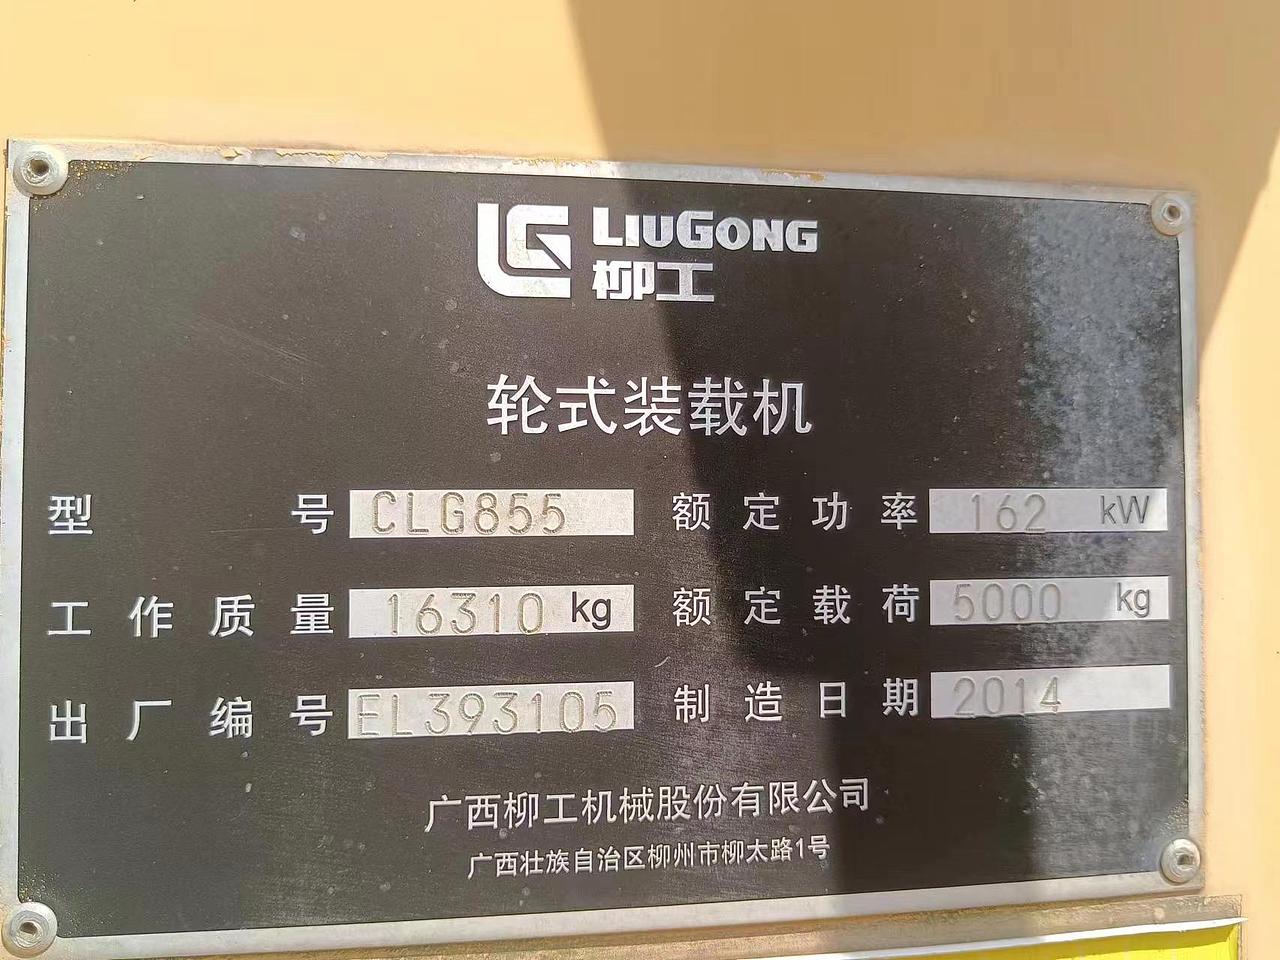 LIUGONG
柳工
轮式装载机
型号 CLG855 额定功率 162 kW
工作质量 16310 kg 额定载荷 5000 kg
出厂编号 EL393105 制造日期 2014
广西柳工机械股份有限公司
广西壮族自治区柳州市柳太路1号